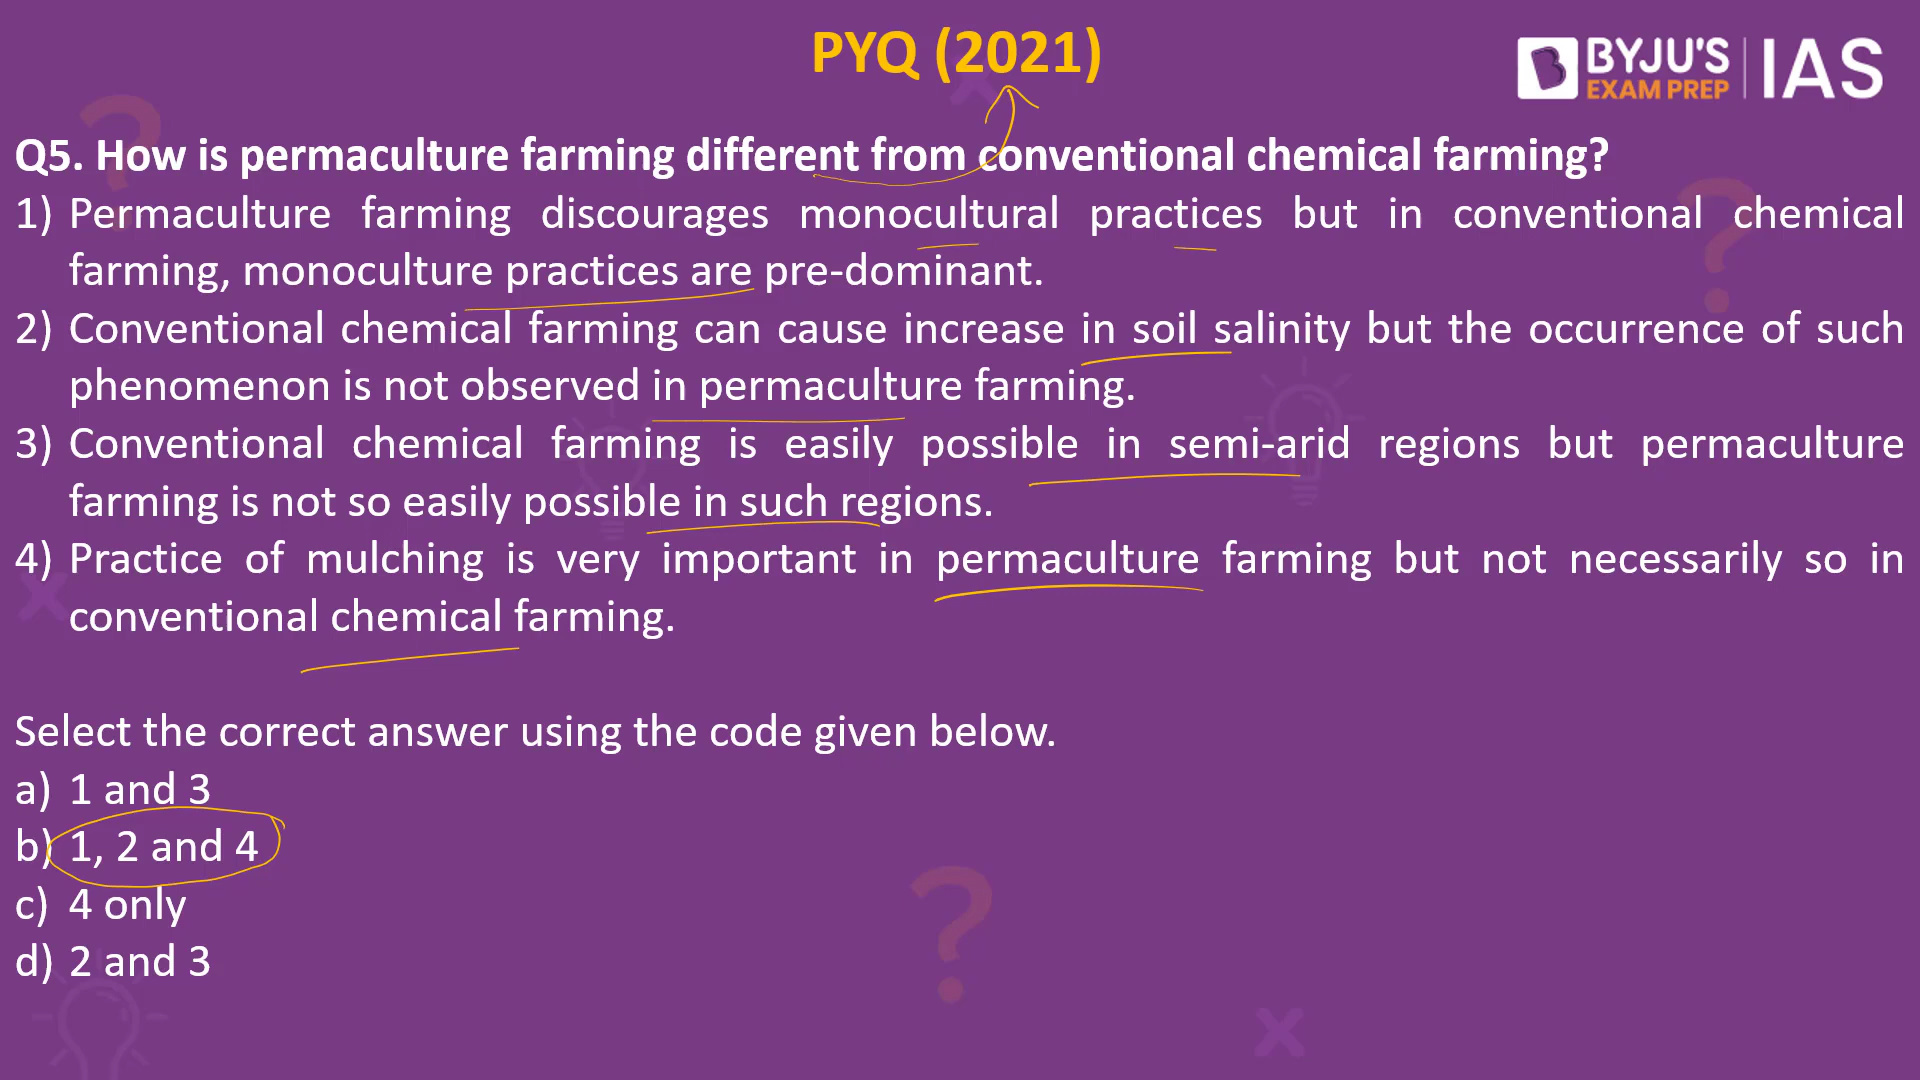 PYQ (2021)
BYJU'S
EXAM PREP
IAS
Q5. How is permaculture farming different from conventional chemical farming?
1) Permaculture farming discourages monocultural practices but in conventional chemical
farming, monoculture practices are pre-dominant.
2) Conventional chemical farming can cause increase in soil salinity but the occurrence of such
phenomenon is not observed in permaculture farming.
3) Conventional chemical farming is easily possible in semi-arid regions but permaculture
farming is not so easily possible in such regions.
4) Practice of mulching is very important in permaculture farming but not necessarily so in
conventional chemical farming.
Select the correct answer using the code given below.
a) 1 and 3
b) 1, 2 and 4
c) 4 only
d) 2 and 3